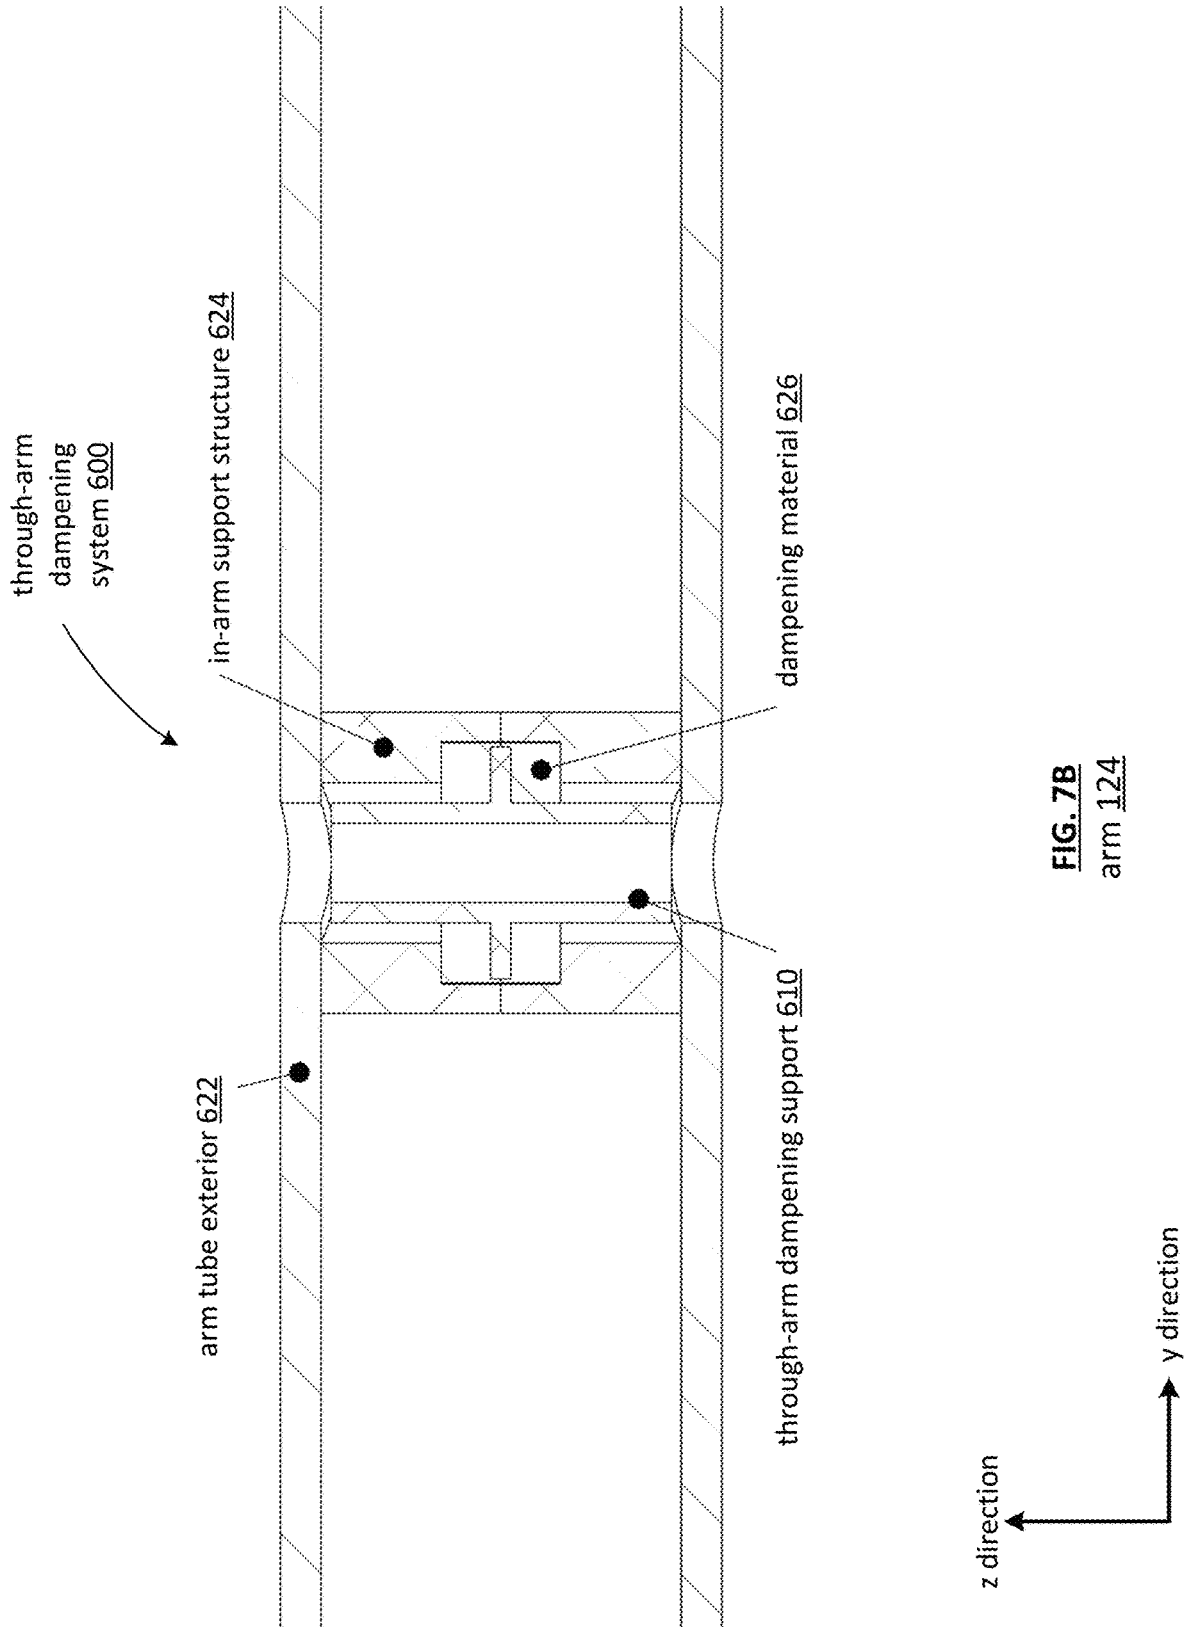 through-arm
dampening
system 600
in-arm support structure 624
dampening material 626
arm tube exterior 622
through-arm dampening support 610
FIG. 7B
arm 124
z direction
y direction